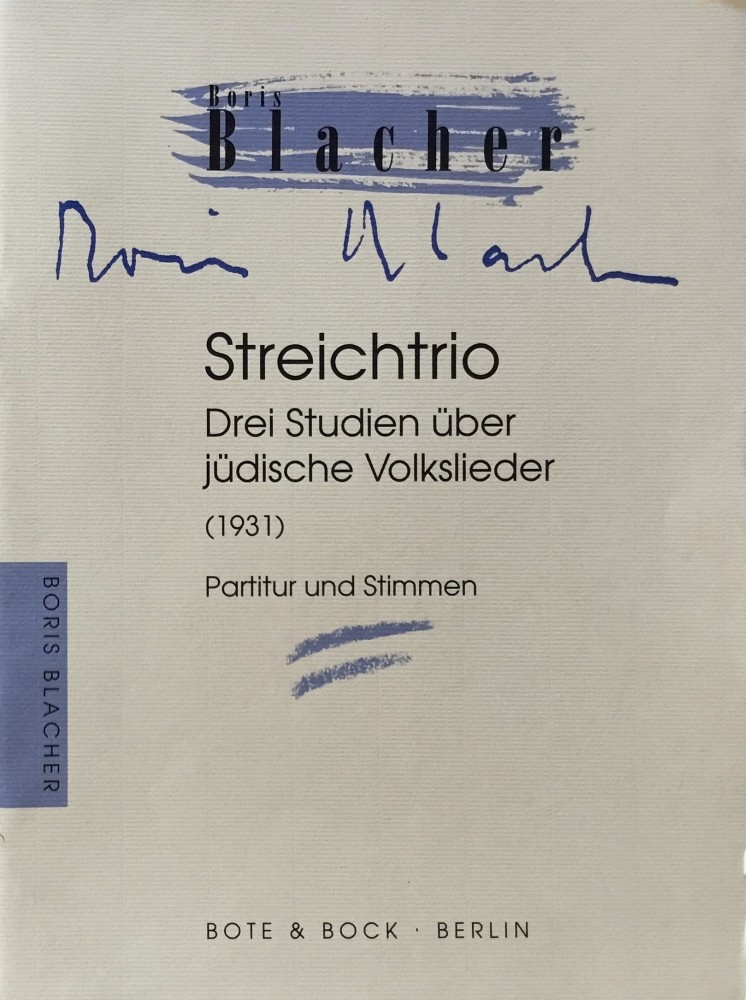 Boris
Blacher
Boris Blacher
Streichtrio
Drei Studien über
jüdische Volkslieder
(1931)
Partitur und Stimmen
BORIS BLACHER
BOTE & BOCK · BERLIN